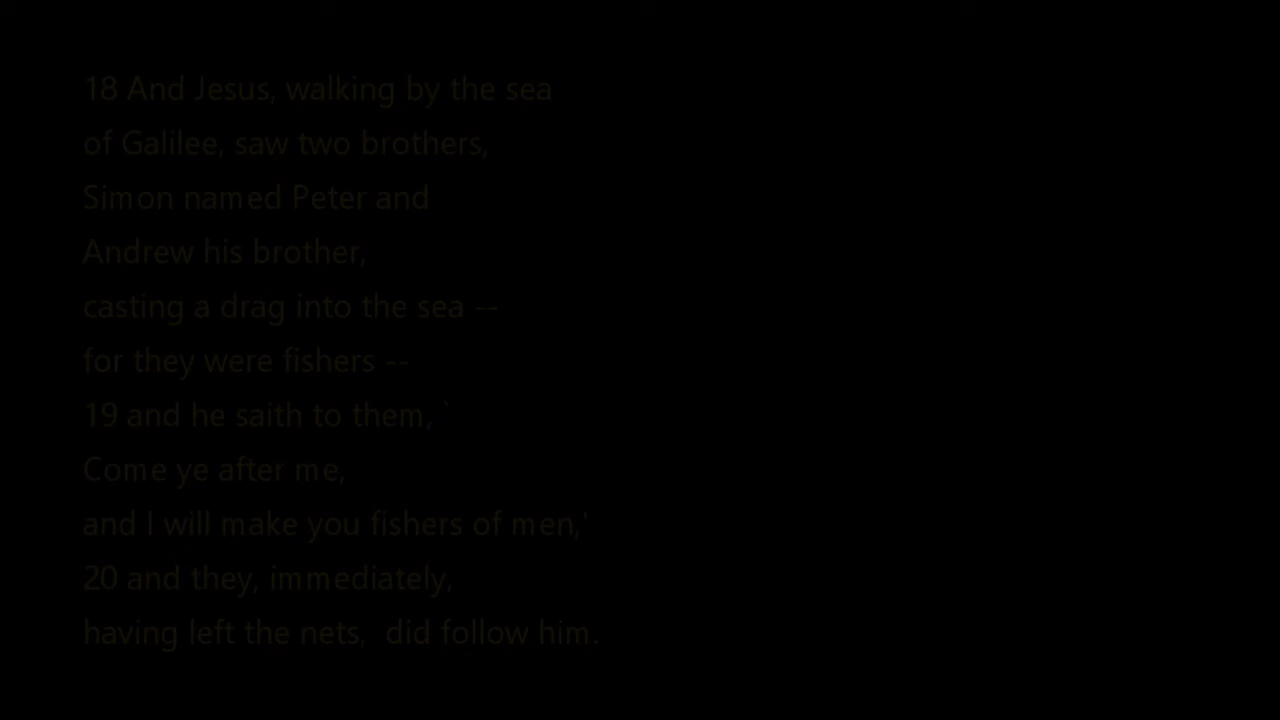 18 And Jesus, walking by the sea
of Galilee, saw two brothers,
Simon named Peter and
Andrew his brother,
casting a drag into the sea --
for they were fishers --
19 and he saith to them, `
Come ye after me,
and I will make you fishers of men,'
20 and they, immediately,
having left the nets,  did follow him.